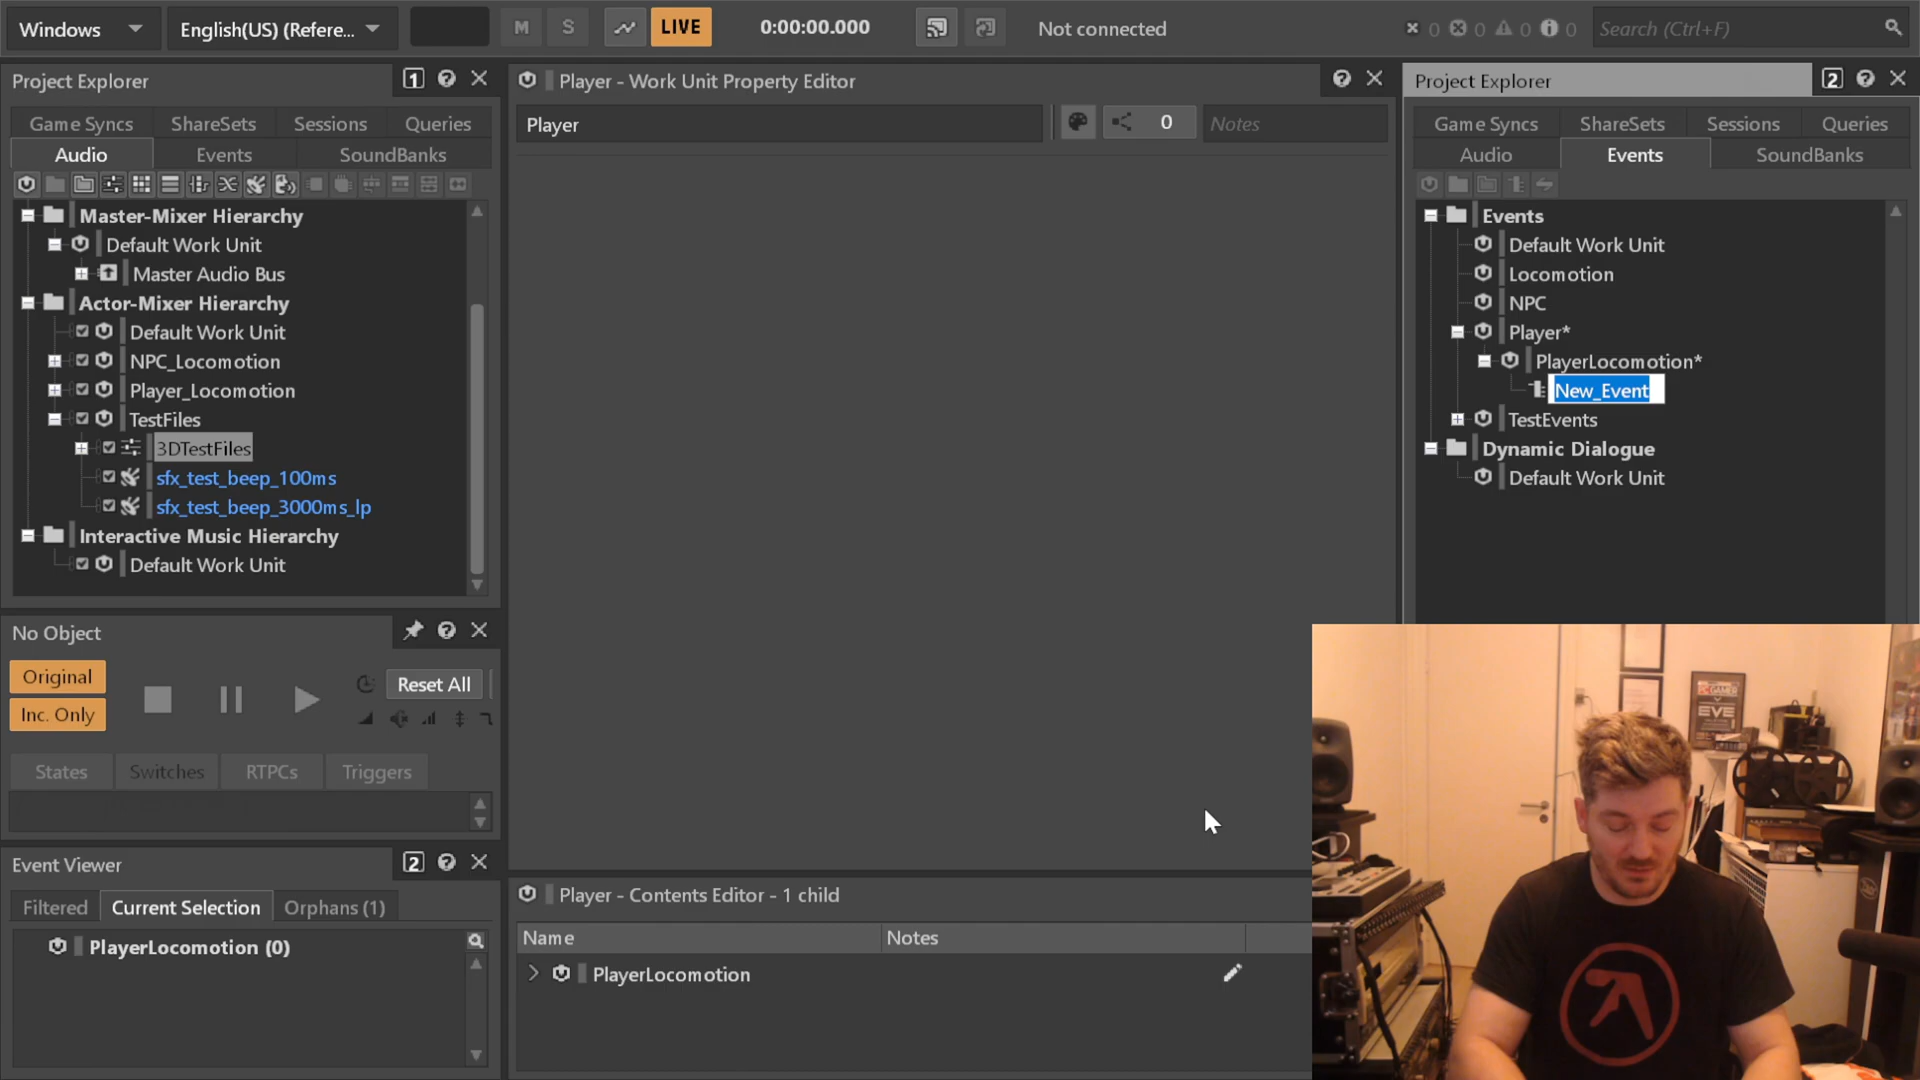 Windows
English(US) (Refere...
M
S
LIVE
0:00:00.000
Not connected
0
0
0
0
Search (Ctrl+F)
Project Explorer
1
Game Syncs
ShareSets
Sessions
Queries
Audio
Events
SoundBanks
Master-Mixer Hierarchy
Default Work Unit
Master Audio Bus
Actor-Mixer Hierarchy
Default Work Unit
NPC_Locomotion
Player_Locomotion
TestFiles
3DTestFiles
sfx_test_beep_100ms
sfx_test_beep_3000ms_lp
Interactive Music Hierarchy
Default Work Unit
No Object
Original
Inc. Only
Reset All
States
Switches
RTPCs
Triggers
Event Viewer
2
Filtered
Current Selection
Orphans (1)
PlayerLocomotion (0)
Player - Work Unit Property Editor
Player
0
Notes
Player - Contents Editor - 1 child
Name
Notes
PlayerLocomotion
Project Explorer
2
Game Syncs
ShareSets
Sessions
Queries
Audio
Events
SoundBanks
Events
Default Work Unit
Locomotion
NPC
Player*
PlayerLocomotion*
New_Event
TestEvents
Dynamic Dialogue
Default Work Unit
GAMER
EVE